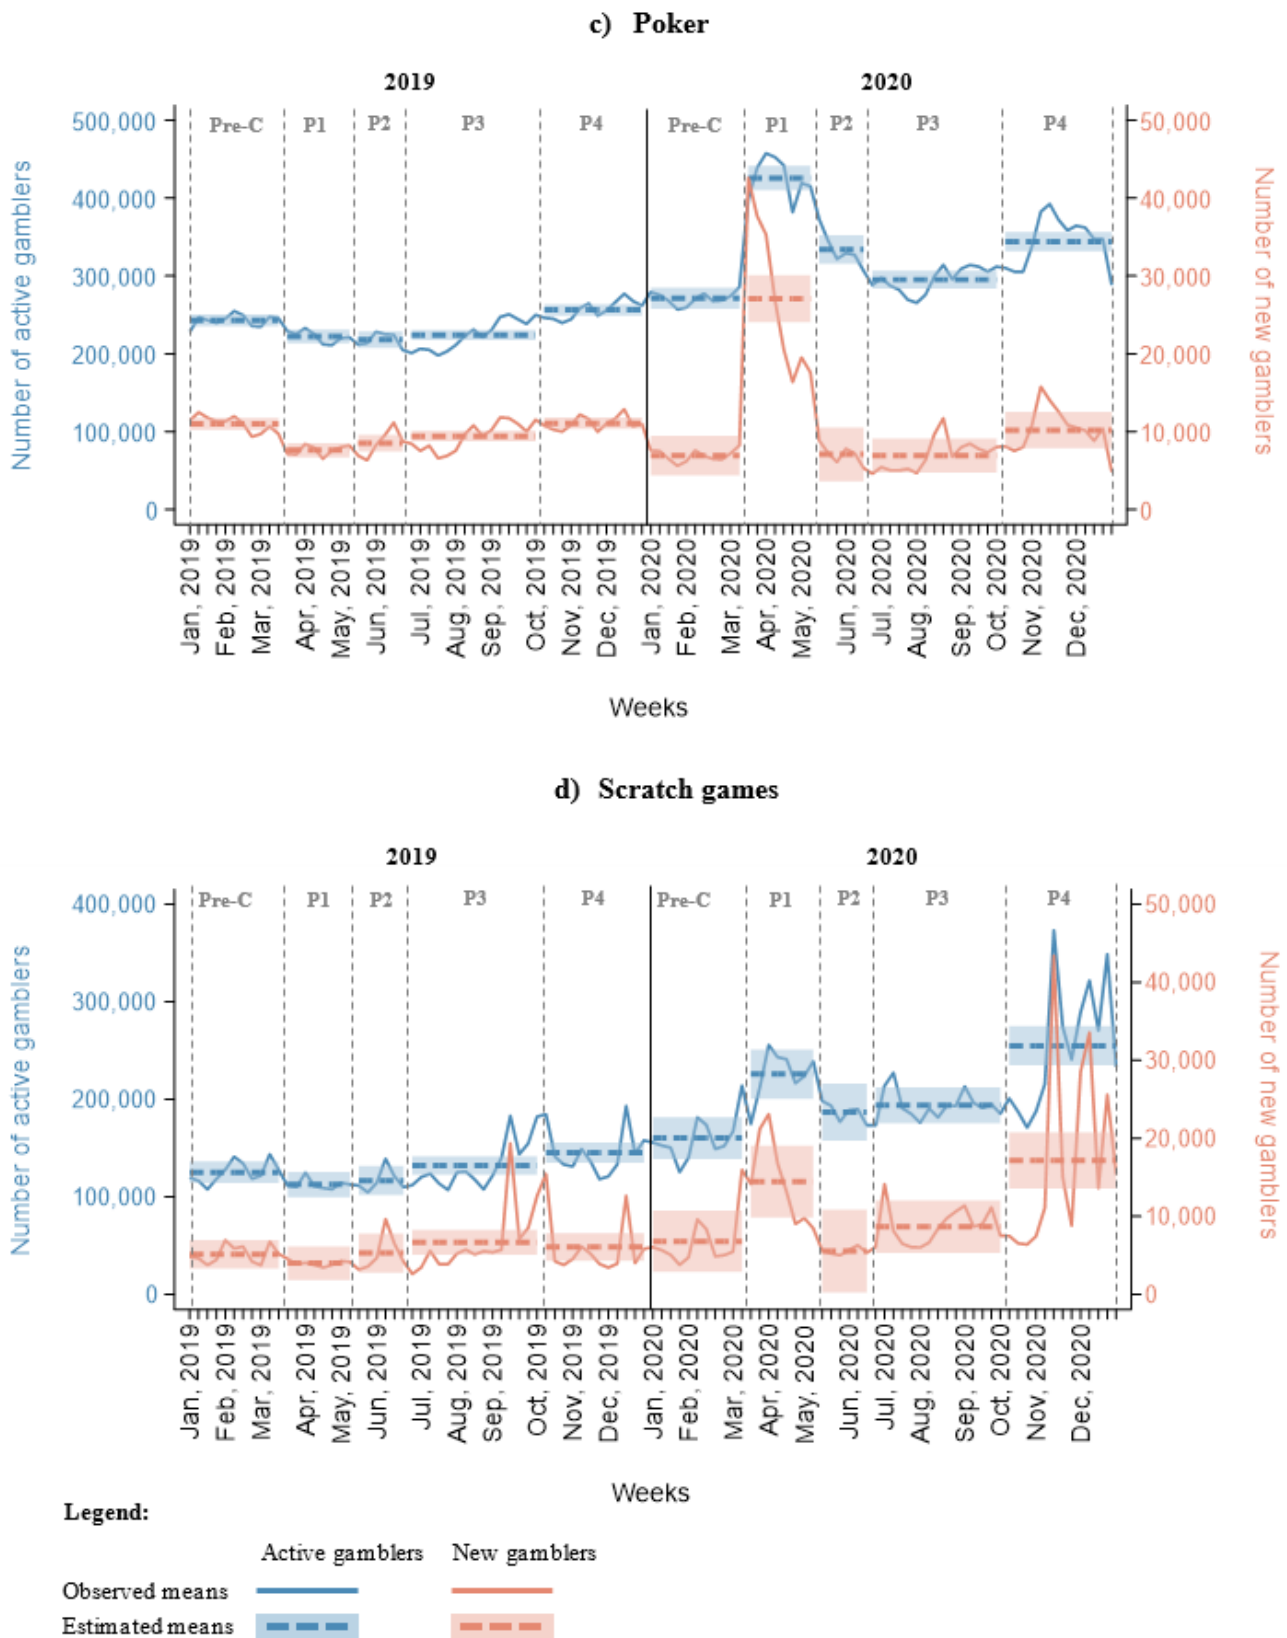 c) Poker
2019 2020
Pre-C P1 P2 P3 P4 Pre-C P1 P2 P3 P4
Number of active gamblers
500,000
400,000
300,000
200,000
100,000
0
50,000
40,000
30,000
20,000
10,000
0
Number of new gamblers
Jan, 2019 Feb, 2019 Mar, 2019 Apr, 2019 May, 2019 Jun, 2019 Jul, 2019 Aug, 2019 Sep, 2019 Oct, 2019 Nov, 2019 Dec, 2019 Jan, 2020 Feb, 2020 Mar, 2020 Apr, 2020 May, 2020 Jun, 2020 Jul, 2020 Aug, 2020 Sep, 2020 Oct, 2020 Nov, 2020 Dec, 2020
Weeks
d) Scratch games
2019 2020
Pre-C P1 P2 P3 P4 Pre-C P1 P2 P3 P4
Number of active gamblers
400,000
300,000
200,000
100,000
0
50,000
40,000
30,000
20,000
10,000
0
Number of new gamblers
Jan, 2019 Feb, 2019 Mar, 2019 Apr, 2019 May, 2019 Jun, 2019 Jul, 2019 Aug, 2019 Sep, 2019 Oct, 2019 Nov, 2019 Dec, 2019 Jan, 2020 Feb, 2020 Mar, 2020 Apr, 2020 May, 2020 Jun, 2020 Jul, 2020 Aug, 2020 Sep, 2020 Oct, 2020 Nov, 2020 Dec, 2020
Weeks
Legend:
Active gamblers New gamblers
Observed means
Estimated means